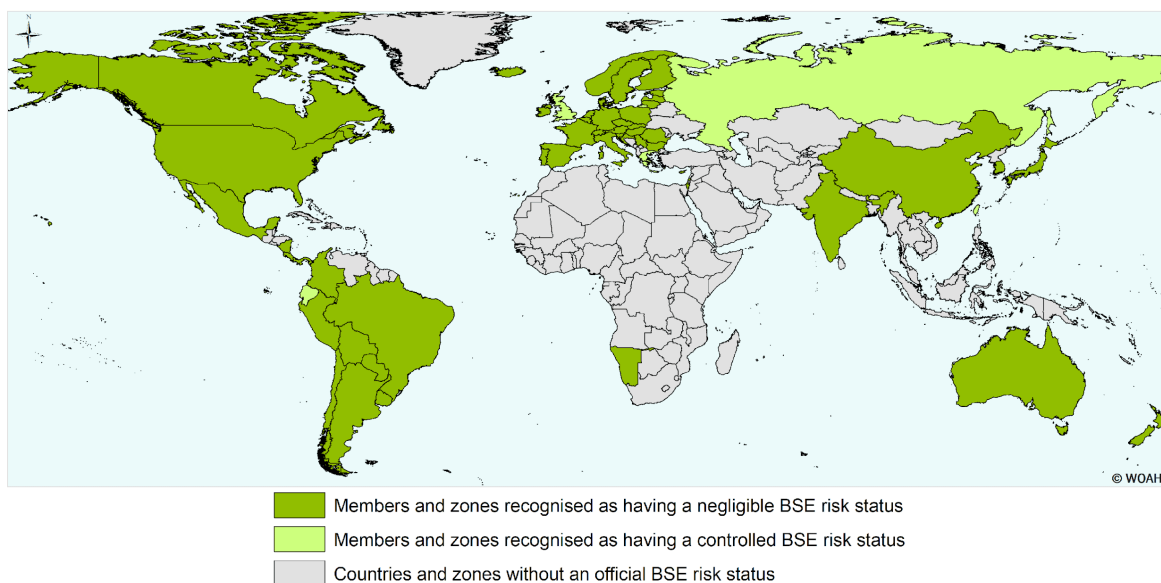 N
© WOAH
Members and zones recognised as having a negligible BSE risk status
Members and zones recognised as having a controlled BSE risk status
Countries and zones without an official BSE risk status